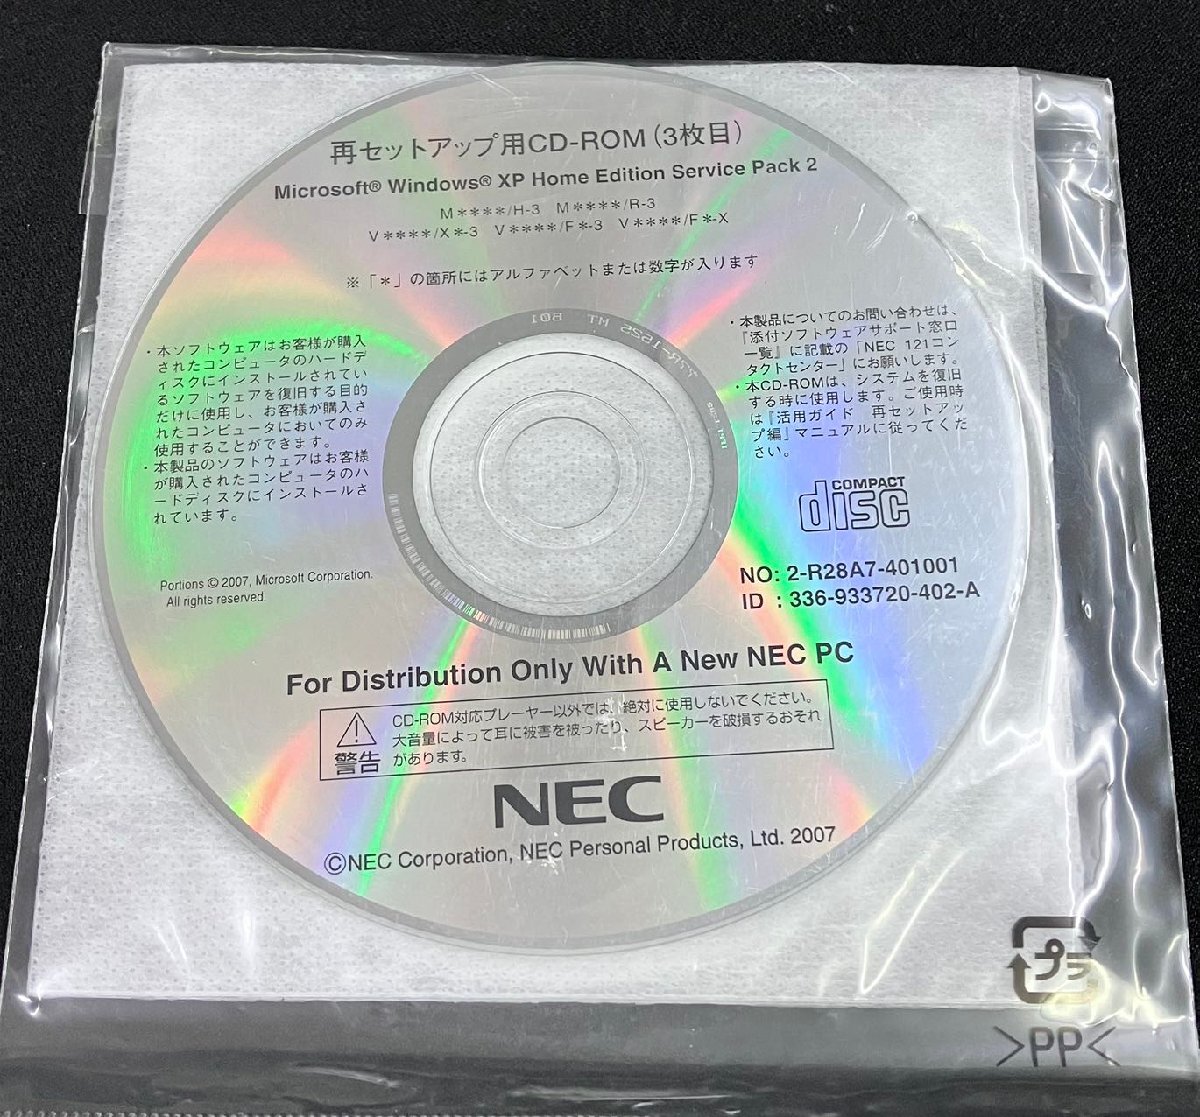 再セットアップ用CD-ROM(3枚目)
Microsoft® Windows® XP Home Edition Service Pack 2
M****/H-3 M****/R-3
V****/X*-3 V****/F*-3 V****/F*-X
※「*」の箇所にはアルファベットまたは数字が入ります
・本ソフトウェアはお客様が購入
されたコンピュータのハードデ
ィスクにインストールされてい
るソフトウェアを復旧する目的
だけに使用し、お客様が購入さ
れたコンピュータにおいてのみ
使用することができます。
・本製品のソフトウェアはお客様
が購入されたコンピュータのハ
ードディスクにインストールさ
れています。
・本製品についてのお問い合わせは、
『添付ソフトウェアサポート窓口
一覧』に記載の「NEC 121コン
タクトセンター」にお願いします。
・本CD-ROMは、システムを復旧
する時に使用します。ご使用時
は『活用ガイド 再セットアッ
プ編』マニュアルに従ってくだ
さい。
COMPACT
disc
Portions © 2007, Microsoft Corporation.
All rights reserved
NO: 2-R28A7-401001
ID : 336-933720-402-A
For Distribution Only With A New NEC PC
警告
CD-ROM対応プレーヤー以外では、絶対に使用しないでください。
大音量によって耳に被害を被ったり、スピーカーを破損するおそれ
があります。
NEC
©NEC Corporation, NEC Personal Products, Ltd. 2007
プラ
>PP<